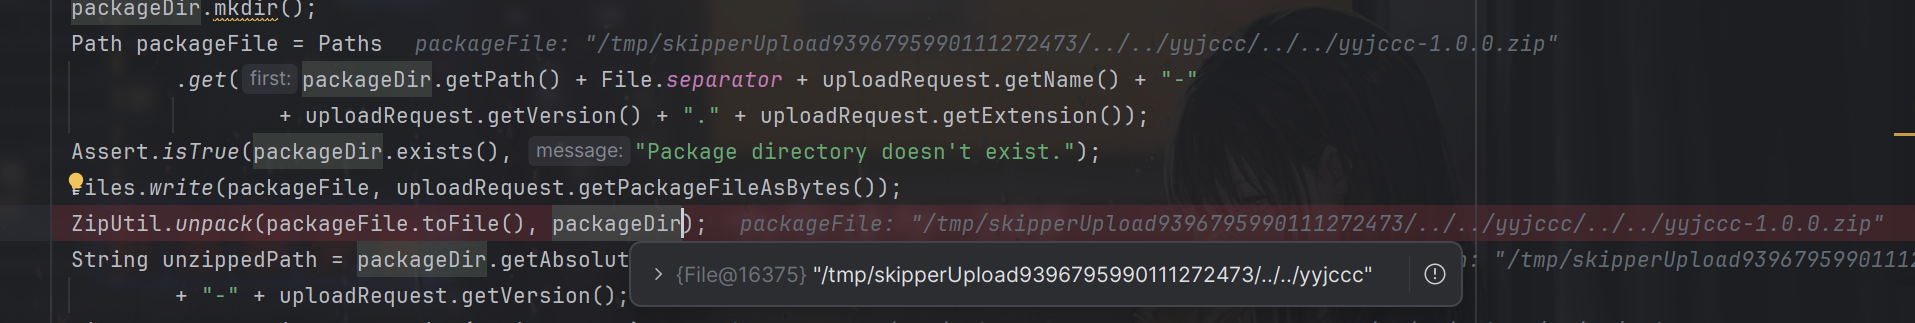 packageDir.mkdir();
Path packageFile = Paths packageFile: "/tmp/skipperUpload9396795990111272473/../../yyjccc/../../yyjccc-1.0.0.zip"
.get( first: packageDir.getPath() + File.separator + uploadRequest.getName() + "-"
+ uploadRequest.getVersion() + "." + uploadRequest.getExtension());
Assert.isTrue(packageDir.exists(), message: "Package directory doesn't exist.");
iles.write(packageFile, uploadRequest.getPackageFileAsBytes());
ZipUtil.unpack(packageFile.toFile(), packageDir); packageFile: "/tmp/skipperUpload9396795990111272473/../../yyjccc/../../yyjccc-1.0.0.zip"
String unzippedPath = packageDir.getAbsolut : "/tmp/skipperUpload93967959901112
{File@16375} "/tmp/skipperUpload9396795990111272473/../../yyjccc"
+ "-" + uploadRequest.getVersion();